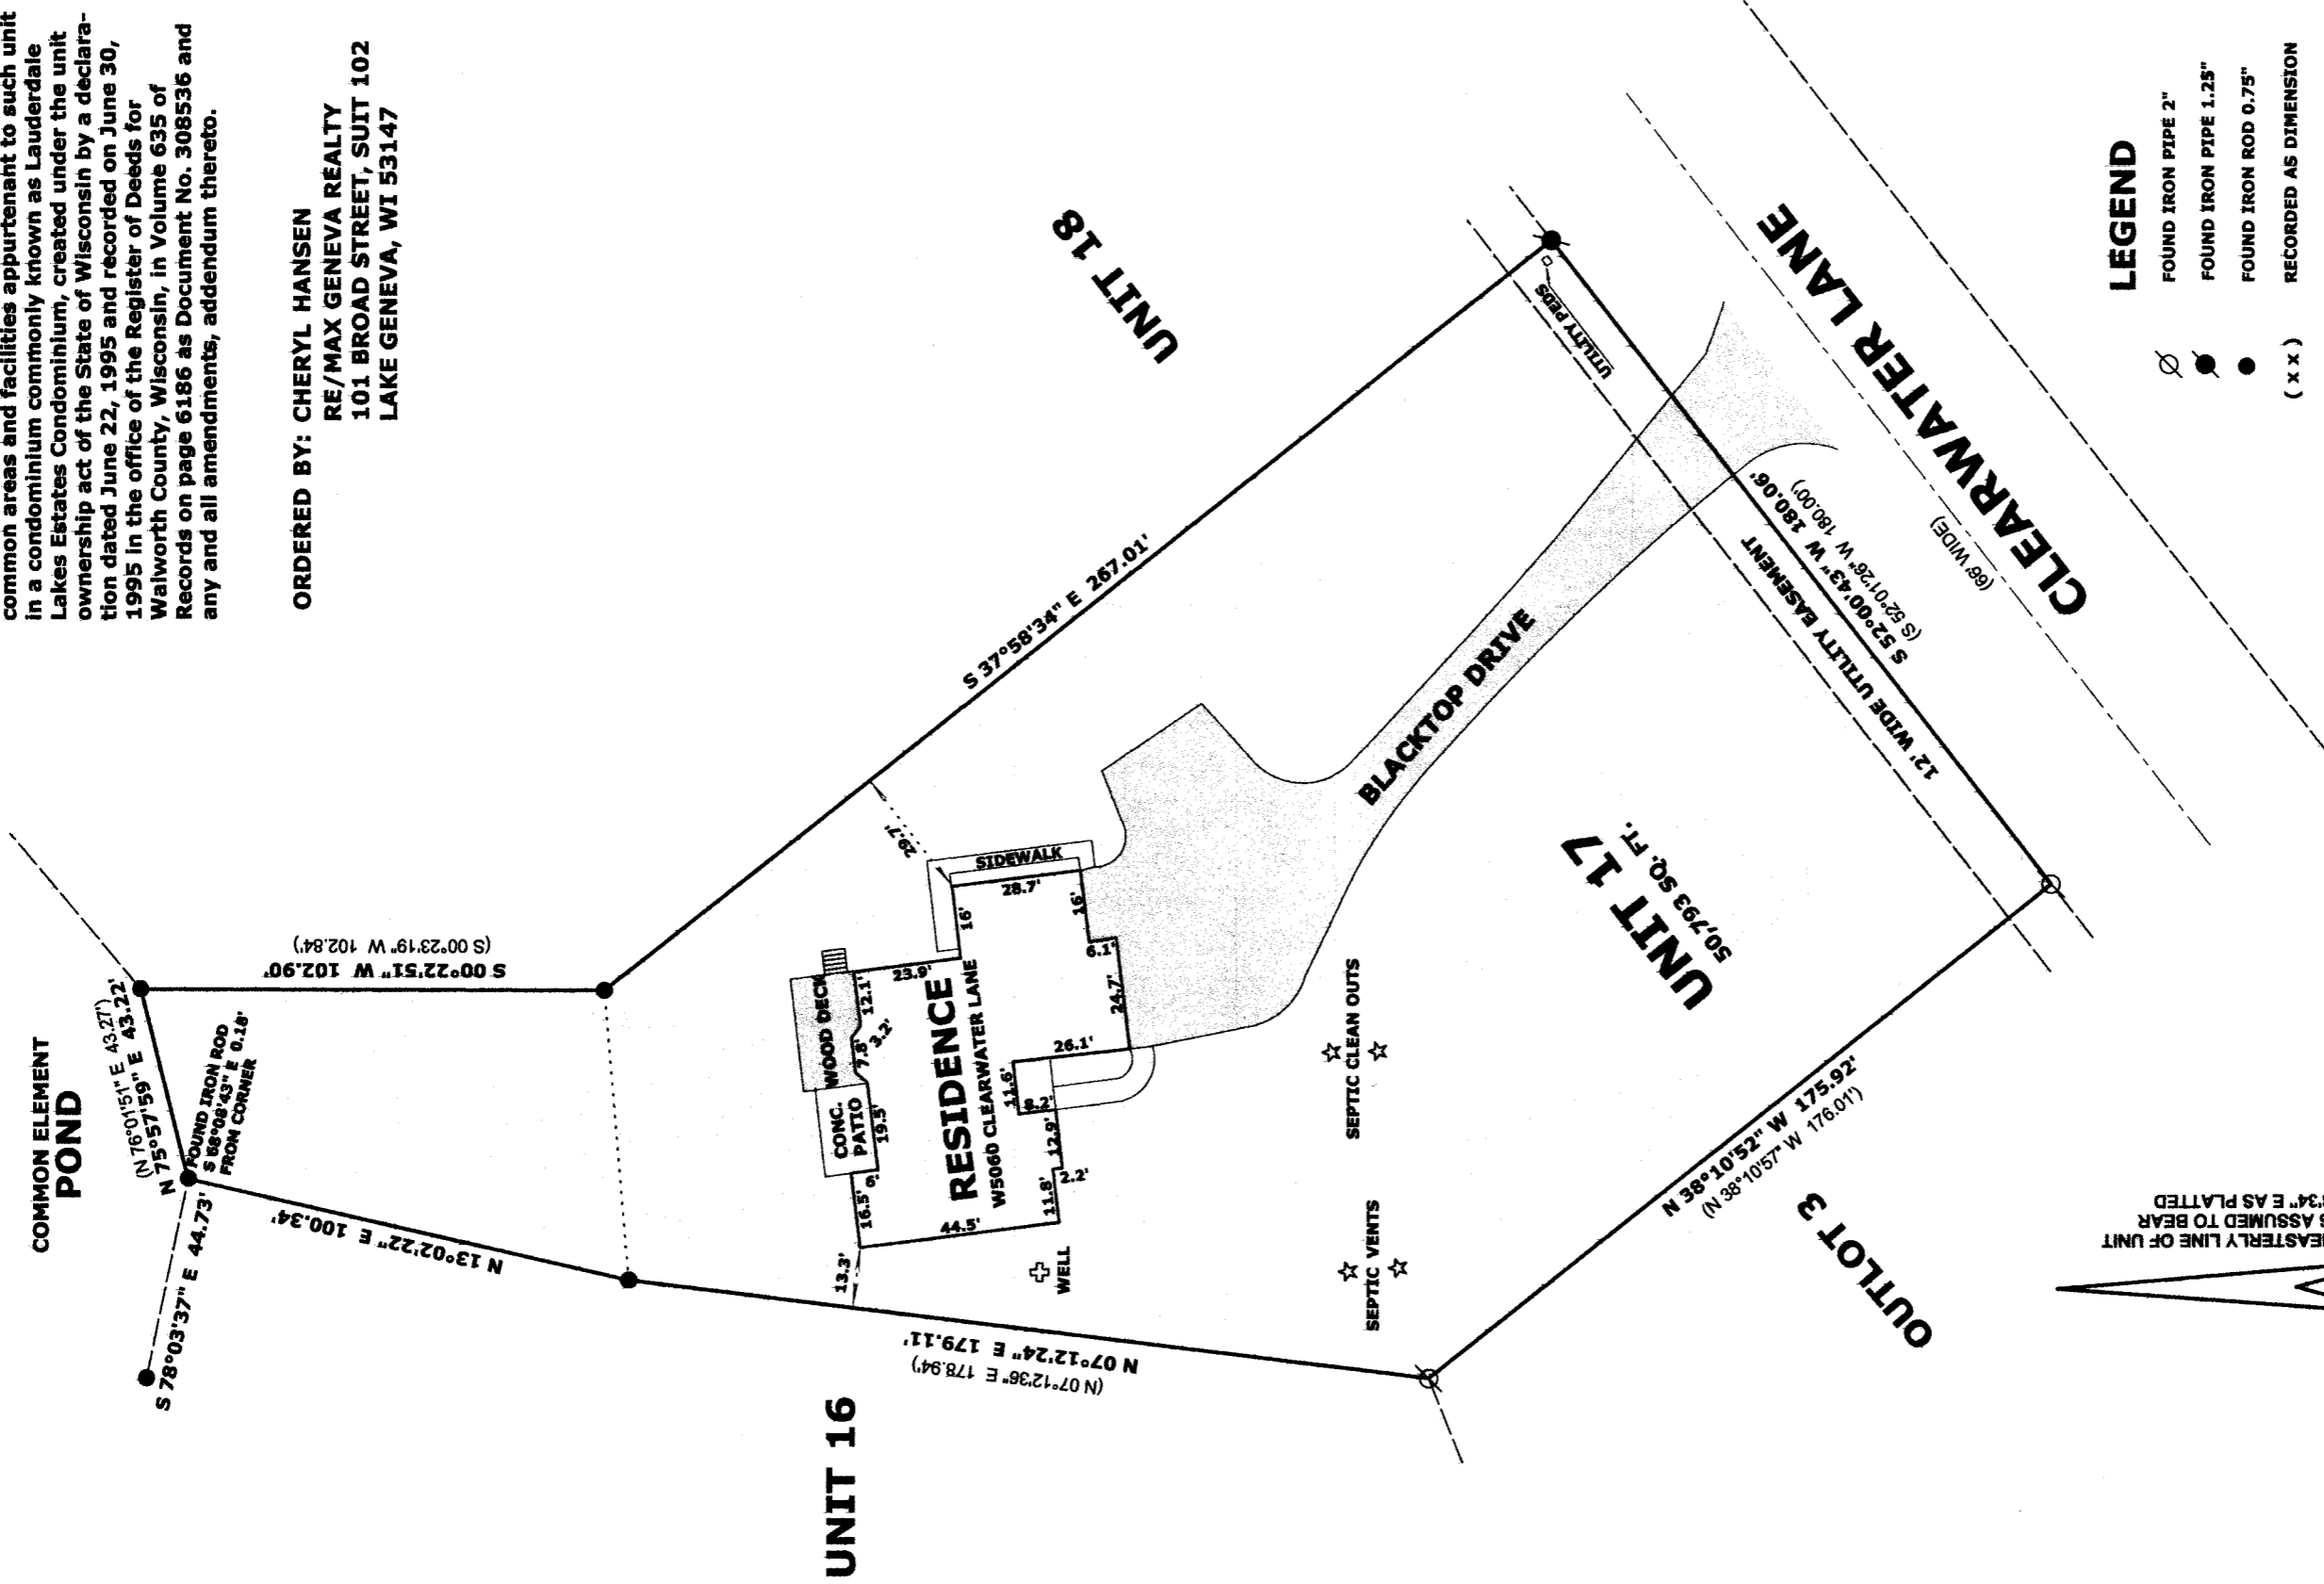 common areas and facilities appurtenant to such unit
in a condominium commonly known as Lauderdale
Lakes Estates Condominium, created under the unit
ownership act of the State of Wisconsin by a declara-
tion dated June 22, 1995 and recorded on June 30,
1995 in the office of the Register of Deeds for
Walworth County, Wisconsin, in Volume 635 of
Records on page 6186 as Document No. 308536 and
any and all amendments, addendum thereto.
ORDERED BY: CHERYL HANSEN
RE/MAX GENEVA REALTY
101 BROAD STREET, SUIT 102
LAKE GENEVA, WI 53147
COMMON ELEMENT
POND
(N 76°01'51" E 43.27')
N 75°57'59" E 43.22'
FOUND IRON ROD
S 68°08'43" E 0.18'
FROM CORNER
S 78°03'37" E 44.73'
N 13°02'22" E 100.34'
(S 00°23'19" W 102.84')
S 00°22'51" W 102.90'
UNIT 18
S 37°58'34" E 267.01'
29.7'
SIDEWALK
28.7'
16'
16'
6.1'
24.7'
23.9'
WOOD DECK
12.1'
3.2'
7.8'
CONC.
PATIO
19.5'
6'
16.5'
44.5'
13.3'
11.8'
2.2'
12.9'
8.2'
11.6'
26.1'
RESIDENCE
W5060 CLEARWATER LANE
WELL
SEPTIC CLEAN OUTS
SEPTIC VENTS
UNIT 16
N 07°12'24" E 179.11'
(N 07°12'36" E 178.94')
BLACKTOP DRIVE
UNIT 17
50,793 SQ. FT.
UTILITY PEDS
12' WIDE UTILITY EASEMENT
S 52°00'43" W 180.06'
(S 52°01'26" W 180.00')
(66' WIDE)
CLEARWATER LANE
N 38°10'52" W 175.92'
(N 38°10'57" W 176.01')
OUTLOT 3
LEGEND
FOUND IRON PIPE 2"
FOUND IRON PIPE 1.25"
FOUND IRON ROD 0.75"
( x x ) RECORDED AS DIMENSION
EASTERLY LINE OF UNIT
ASSUMED TO BEAR
34" E AS PLATTED